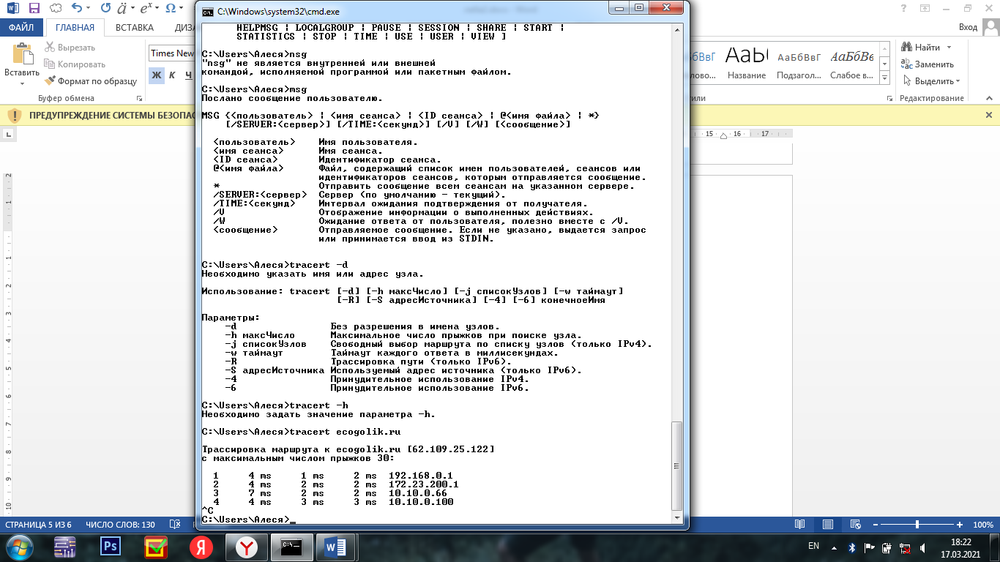 C:\Windows\system32\cmd.exe
ФАЙЛ ГЛАВНАЯ ВСТАВКА ДИЗА
Вход
Вставить
Вырезать
Копировать
Формат по образцу
Буфер обмена
Times New
Ж К Ч
Название
Подзагол...
Слабое в...
Найти
Заменить
Выделить
Редактирование
ПРЕДУПРЕЖДЕНИЕ СИСТЕМЫ БЕЗОПАС
15 16 17
HELPMSG | LOCALGROUP | PAUSE | SESSION | SHARE | START |
STATISTICS | STOP | TIME | USE | USER | VIEW ]
C:\Users\Алеся>nsg
"nsg" не является внутренней или внешней
командой, исполняемой программой или пакетным файлом.
C:\Users\Алеся>msg
Послано сообщение пользователю.
MSG {<пользователь> | <имя сеанса> | <ID сеанса> | @<имя файла> | *}
[/SERVER:<сервер>] [/TIME:<секунд>] [/V] [/W] [<сообщение>]
<пользователь> Имя пользователя.
<имя сеанса> Имя сеанса.
<ID сеанса> Идентификатор сеанса.
@<имя файла> Файл, содержащий список имен пользователей, сеансов или
идентификаторов сеансов, которым отправляется сообщение.
* Отправить сообщение всем сеансам на указанном сервере.
/SERVER:<сервер> Сервер (по умолчанию - текущий).
/TIME:<секунд> Интервал ожидания подтверждения от получателя.
/V Отображение информации о выполненных действиях.
/W Ожидание ответа от пользователя, полезно вместе с /V.
<сообщение> Отправляемое сообщение. Если не указано, выдается запрос
или принимается ввод из STDIN.
C:\Users\Алеся>tracert -d
Необходимо указать имя или адрес узла.
Использование: tracert [-d] [-h максЧисло] [-j списокУзлов] [-w таймаут]
[-R] [-S адресИсточника] [-4] [-6] конечноеИмя
Параметры:
-d Без разрешения в имена узлов.
-h максЧисло Максимальное число прыжков при поиске узла.
-j списокУзлов Свободный выбор маршрута по списку узлов (только IPv4).
-w таймаут Таймаут каждого ответа в миллисекундах.
-R Трассировка пути (только IPv6).
-S адресИсточника Используемый адрес источника (только IPv6).
-4 Принудительное использование IPv4.
-6 Принудительное использование IPv6.
C:\Users\Алеся>tracert -h
Необходимо задать значение параметра -h.
C:\Users\Алеся>tracert ecogolik.ru
Трассировка маршрута к ecogolik.ru [62.109.25.122]
с максимальным числом прыжков 30:
1 4 ms 1 ms 2 ms 192.168.0.1
2 4 ms 2 ms 2 ms 172.23.200.1
3 7 ms 2 ms 2 ms 10.10.0.66
4 4 ms 3 ms 3 ms 10.10.0.100
^C
C:\Users\Алеся>_
СТРАНИЦА 5 ИЗ 6 ЧИСЛО СЛОВ: 130
100%
EN
18:22
17.03.2021